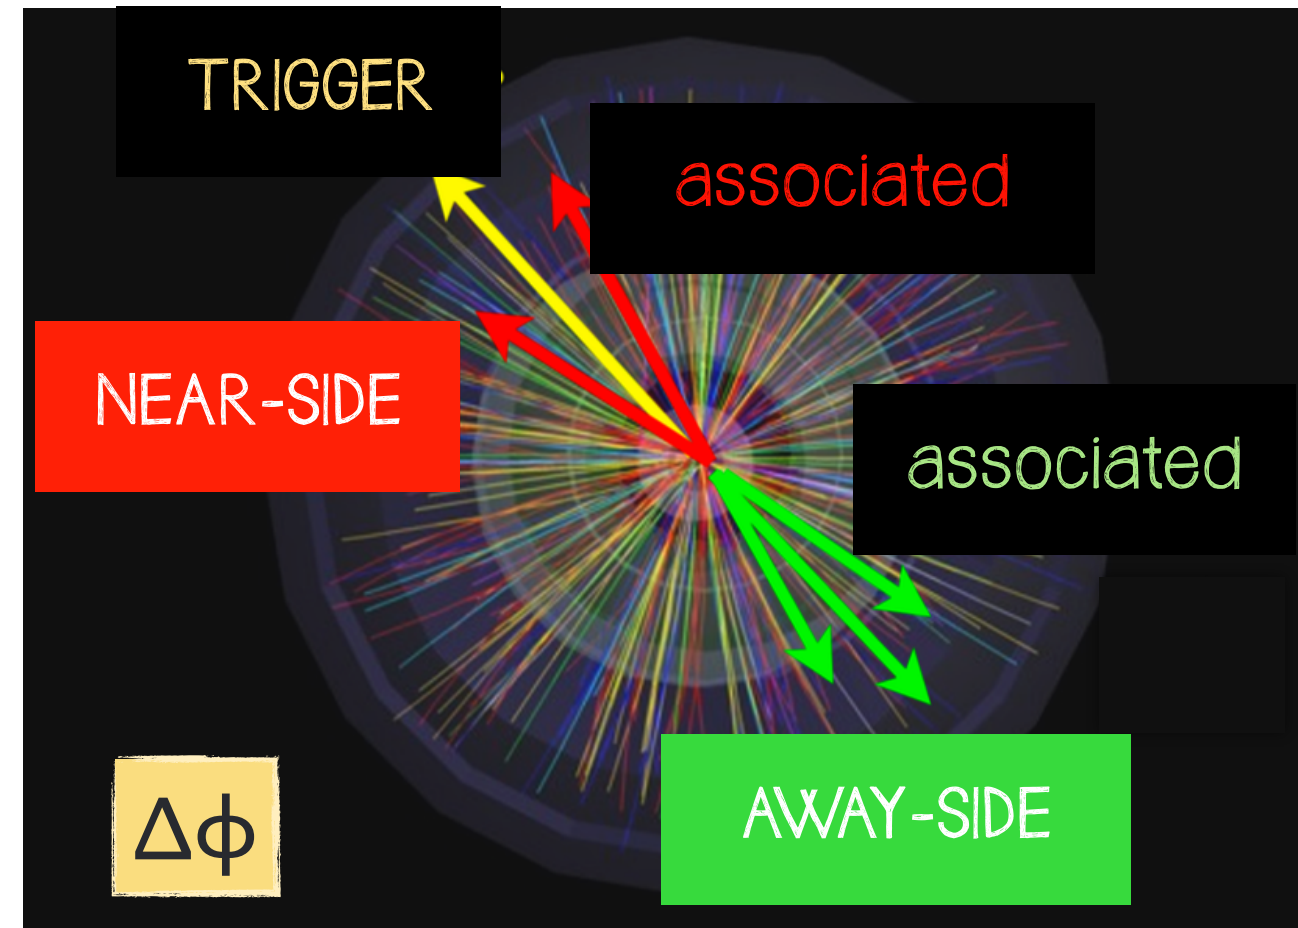 TRIGGER
associated
NEAR-SIDE
associated
AWAY-SIDE
Δϕ